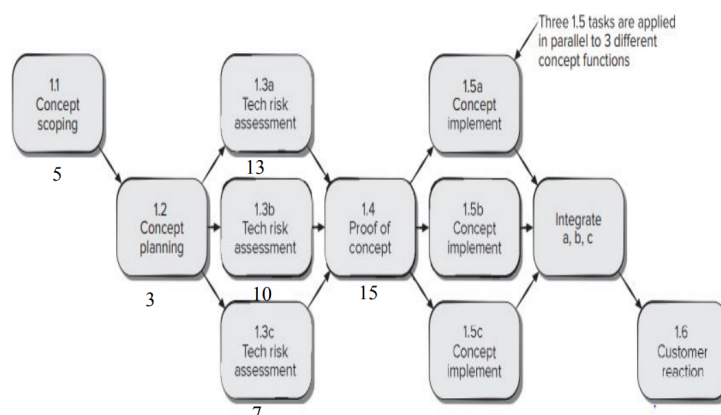 Three 1.5 tasks are applied
in parallel to 3 different
concept functions
1.1
Concept
scoping
5
1.2
Concept
planning
3
1.3a
Tech risk
assessment
13
1.3b
Tech risk
assessment
10
1.3c
Tech risk
assessment
7
1.4
Proof of
concept
15
1.5a
Concept
implement
1.5b
Concept
implement
1.5c
Concept
implement
Integrate
a, b, c
1.6
Customer
reaction